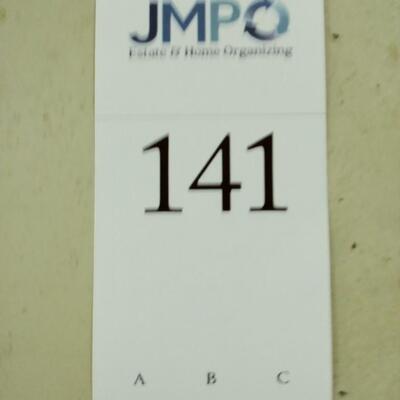 JMPO
Estate & Home Organizing
141
A B C